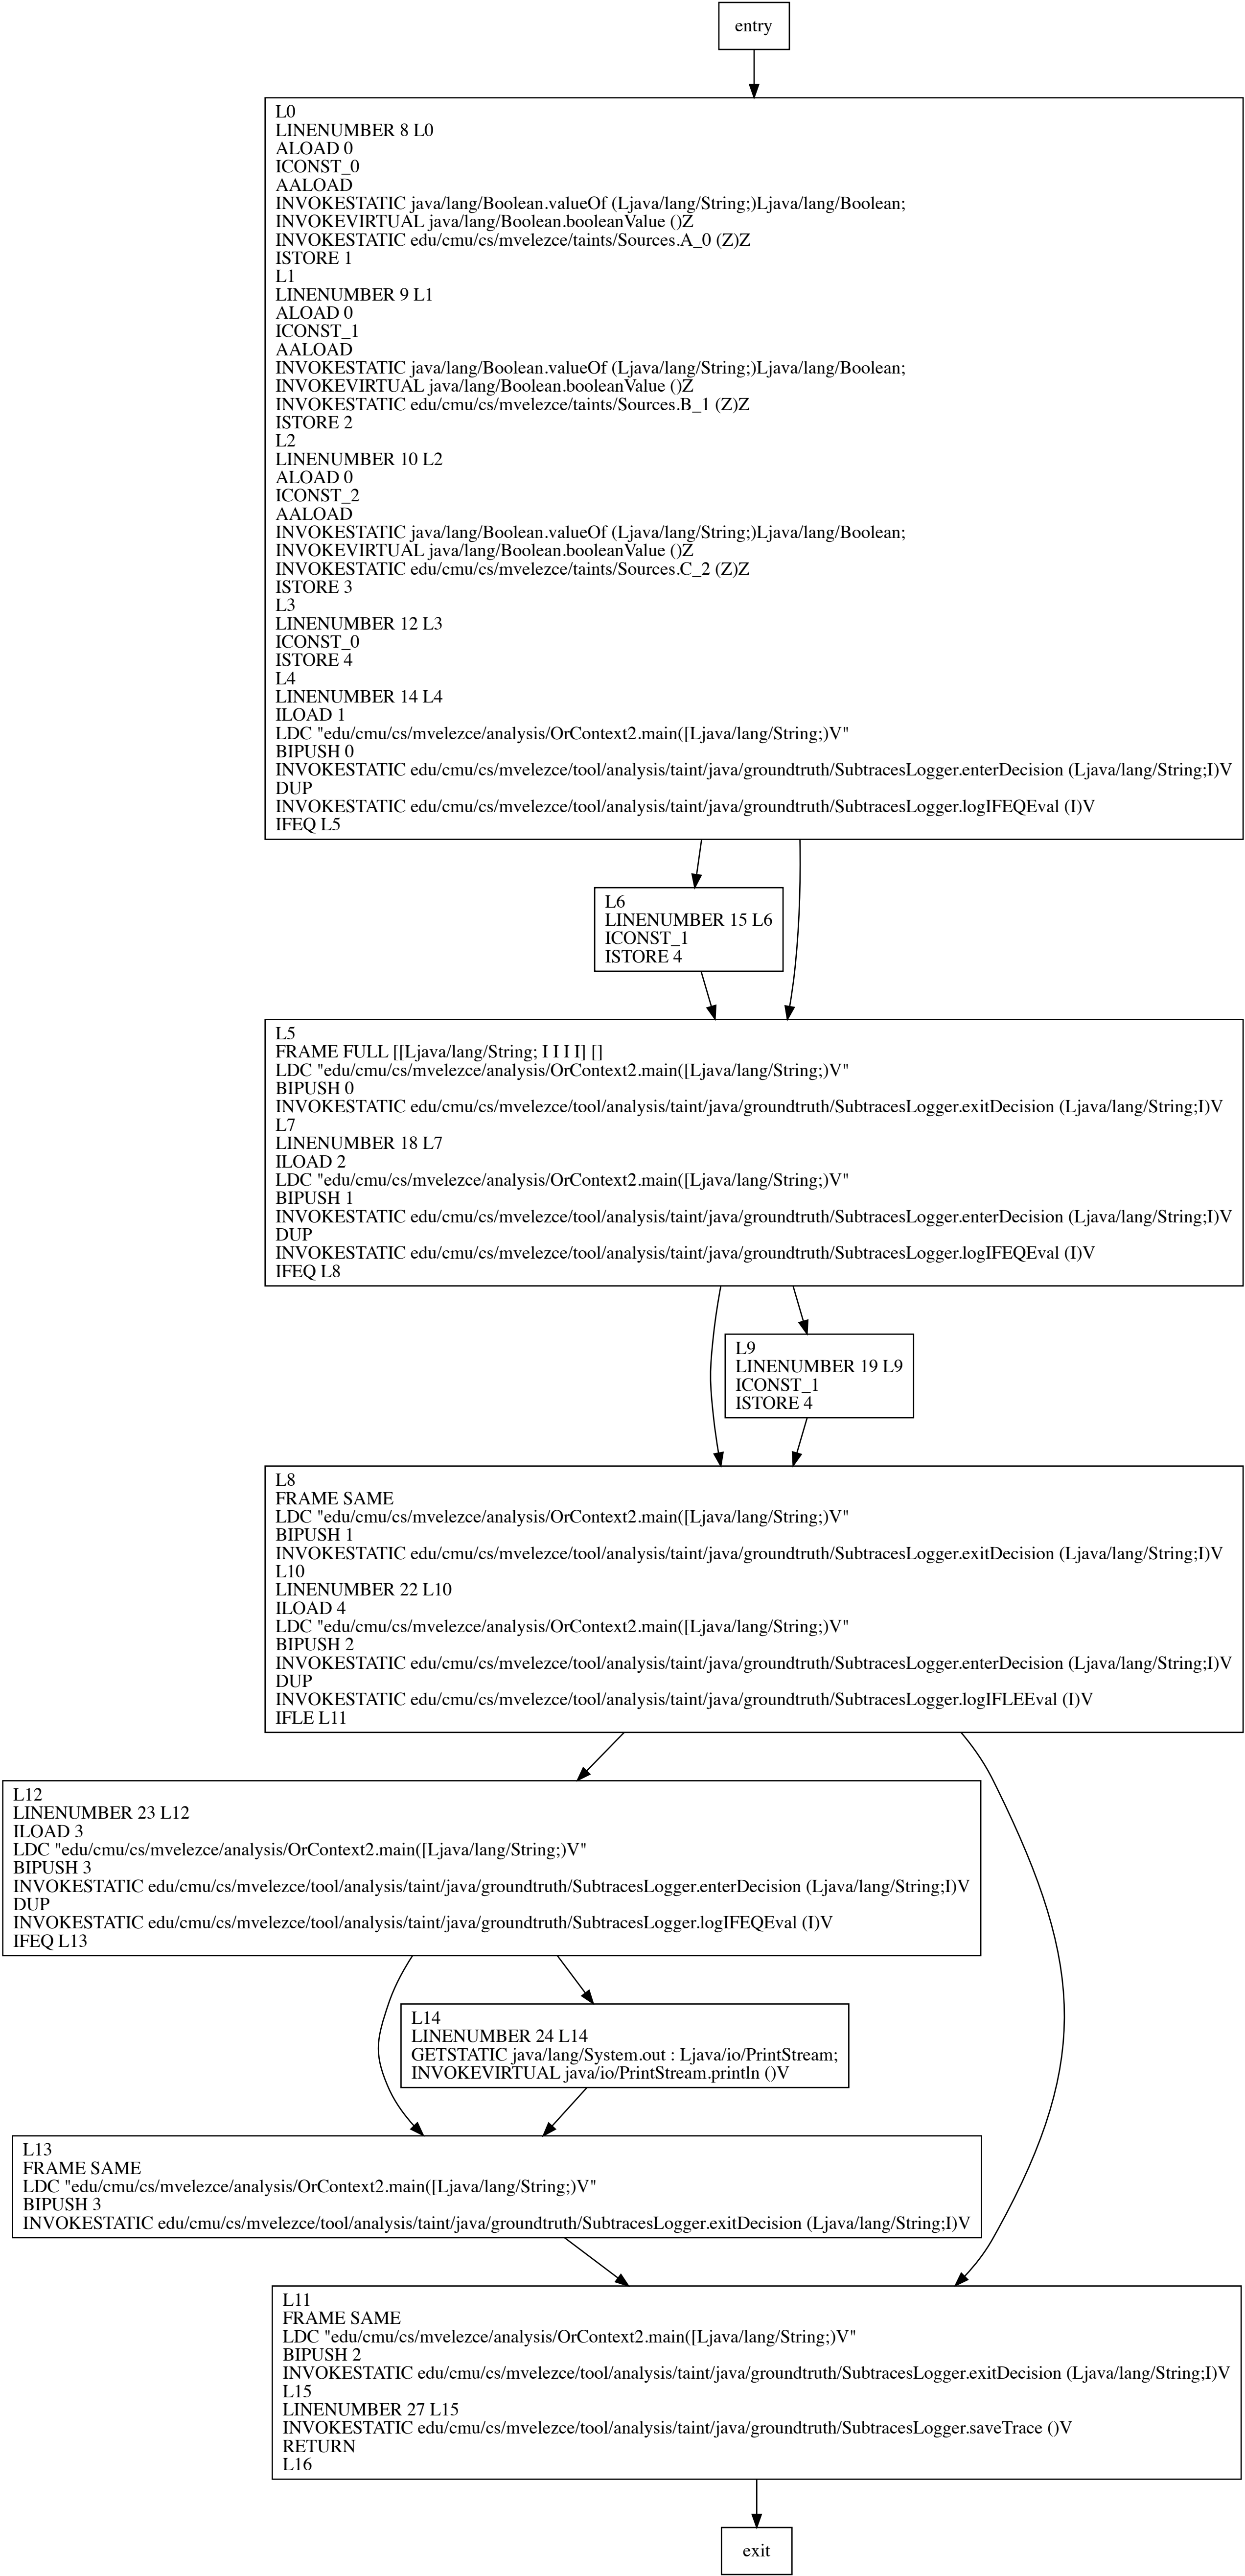 entry
L0
LINENUMBER 8 L0
ALOAD 0
ICONST_0
AALOAD
INVOKESTATIC java/lang/Boolean.valueOf (Ljava/lang/String;)Ljava/lang/Boolean;
INVOKEVIRTUAL java/lang/Boolean.booleanValue ()Z
INVOKESTATIC edu/cmu/cs/mvelezce/taints/Sources.A_0 (Z)Z
ISTORE 1
L1
LINENUMBER 9 L1
ALOAD 0
ICONST_1
AALOAD
INVOKESTATIC java/lang/Boolean.valueOf (Ljava/lang/String;)Ljava/lang/Boolean;
INVOKEVIRTUAL java/lang/Boolean.booleanValue ()Z
INVOKESTATIC edu/cmu/cs/mvelezce/taints/Sources.B_1 (Z)Z
ISTORE 2
L2
LINENUMBER 10 L2
ALOAD 0
ICONST_2
AALOAD
INVOKESTATIC java/lang/Boolean.valueOf (Ljava/lang/String;)Ljava/lang/Boolean;
INVOKEVIRTUAL java/lang/Boolean.booleanValue ()Z
INVOKESTATIC edu/cmu/cs/mvelezce/taints/Sources.C_2 (Z)Z
ISTORE 3
L3
LINENUMBER 12 L3
ICONST_0
ISTORE 4
L4
LINENUMBER 14 L4
ILOAD 1
LDC "edu/cmu/cs/mvelezce/analysis/OrContext2.main([Ljava/lang/String;)V"
BIPUSH 0
INVOKESTATIC edu/cmu/cs/mvelezce/tool/analysis/taint/java/groundtruth/SubtracesLogger.enterDecision (Ljava/lang/String;I)V
DUP
INVOKESTATIC edu/cmu/cs/mvelezce/tool/analysis/taint/java/groundtruth/SubtracesLogger.logIFEQEval (I)V
IFEQ L5
L6
LINENUMBER 15 L6
ICONST_1
ISTORE 4
L5
FRAME FULL [[Ljava/lang/String; I I I I] []
LDC "edu/cmu/cs/mvelezce/analysis/OrContext2.main([Ljava/lang/String;)V"
BIPUSH 0
INVOKESTATIC edu/cmu/cs/mvelezce/tool/analysis/taint/java/groundtruth/SubtracesLogger.exitDecision (Ljava/lang/String;I)V
L7
LINENUMBER 18 L7
ILOAD 2
LDC "edu/cmu/cs/mvelezce/analysis/OrContext2.main([Ljava/lang/String;)V"
BIPUSH 1
INVOKESTATIC edu/cmu/cs/mvelezce/tool/analysis/taint/java/groundtruth/SubtracesLogger.enterDecision (Ljava/lang/String;I)V
DUP
INVOKESTATIC edu/cmu/cs/mvelezce/tool/analysis/taint/java/groundtruth/SubtracesLogger.logIFEQEval (I)V
IFEQ L8
L9
LINENUMBER 19 L9
ICONST_1
ISTORE 4
L8
FRAME SAME
LDC "edu/cmu/cs/mvelezce/analysis/OrContext2.main([Ljava/lang/String;)V"
BIPUSH 1
INVOKESTATIC edu/cmu/cs/mvelezce/tool/analysis/taint/java/groundtruth/SubtracesLogger.exitDecision (Ljava/lang/String;I)V
L10
LINENUMBER 22 L10
ILOAD 4
LDC "edu/cmu/cs/mvelezce/analysis/OrContext2.main([Ljava/lang/String;)V"
BIPUSH 2
INVOKESTATIC edu/cmu/cs/mvelezce/tool/analysis/taint/java/groundtruth/SubtracesLogger.enterDecision (Ljava/lang/String;I)V
DUP
INVOKESTATIC edu/cmu/cs/mvelezce/tool/analysis/taint/java/groundtruth/SubtracesLogger.logIFLEEval (I)V
IFLE L11
L12
LINENUMBER 23 L12
ILOAD 3
LDC "edu/cmu/cs/mvelezce/analysis/OrContext2.main([Ljava/lang/String;)V"
BIPUSH 3
INVOKESTATIC edu/cmu/cs/mvelezce/tool/analysis/taint/java/groundtruth/SubtracesLogger.enterDecision (Ljava/lang/String;I)V
DUP
INVOKESTATIC edu/cmu/cs/mvelezce/tool/analysis/taint/java/groundtruth/SubtracesLogger.logIFEQEval (I)V
IFEQ L13
L14
LINENUMBER 24 L14
GETSTATIC java/lang/System.out : Ljava/io/PrintStream;
INVOKEVIRTUAL java/io/PrintStream.println ()V
L13
FRAME SAME
LDC "edu/cmu/cs/mvelezce/analysis/OrContext2.main([Ljava/lang/String;)V"
BIPUSH 3
INVOKESTATIC edu/cmu/cs/mvelezce/tool/analysis/taint/java/groundtruth/SubtracesLogger.exitDecision (Ljava/lang/String;I)V
L11
FRAME SAME
LDC "edu/cmu/cs/mvelezce/analysis/OrContext2.main([Ljava/lang/String;)V"
BIPUSH 2
INVOKESTATIC edu/cmu/cs/mvelezce/tool/analysis/taint/java/groundtruth/SubtracesLogger.exitDecision (Ljava/lang/String;I)V
L15
LINENUMBER 27 L15
INVOKESTATIC edu/cmu/cs/mvelezce/tool/analysis/taint/java/groundtruth/SubtracesLogger.saveTrace ()V
RETURN
L16
exit